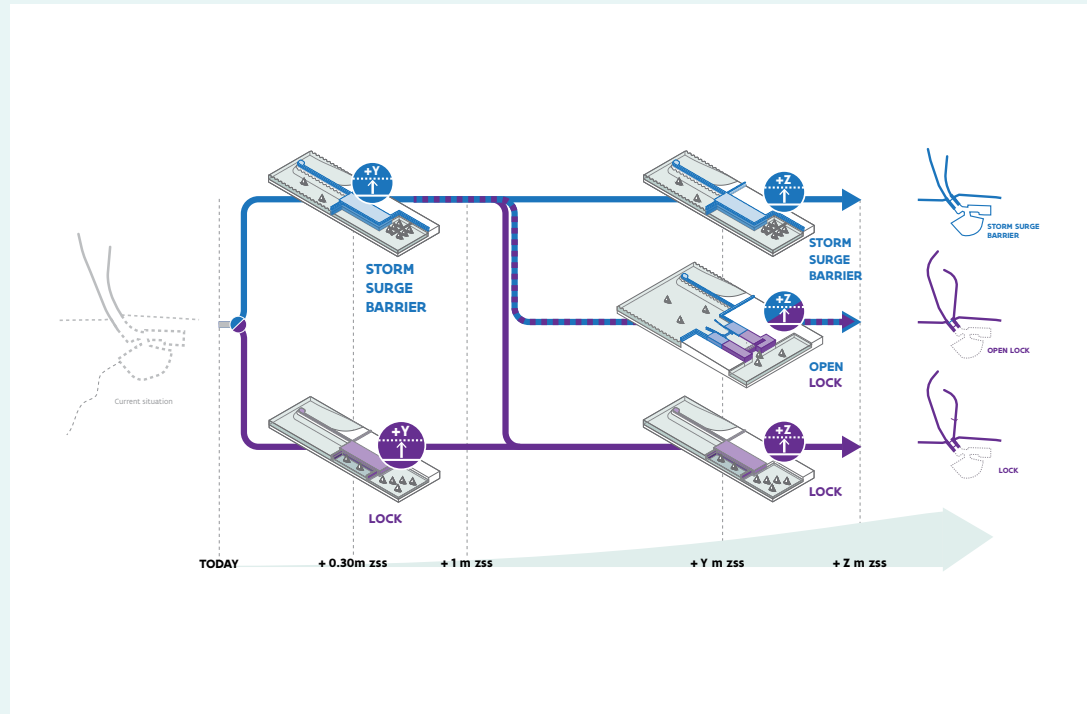 +Y
+Z
STORM SURGE
BARRIER
STORM
SURGE
BARRIER
STORM
SURGE
BARRIER
+Z
OPEN LOCK
OPEN
LOCK
Current situation
+Y
+Z
LOCK
LOCK
LOCK
TODAY
+ 0.30m zss
+ 1 m zss
+ Y m zss
+ Z m zss